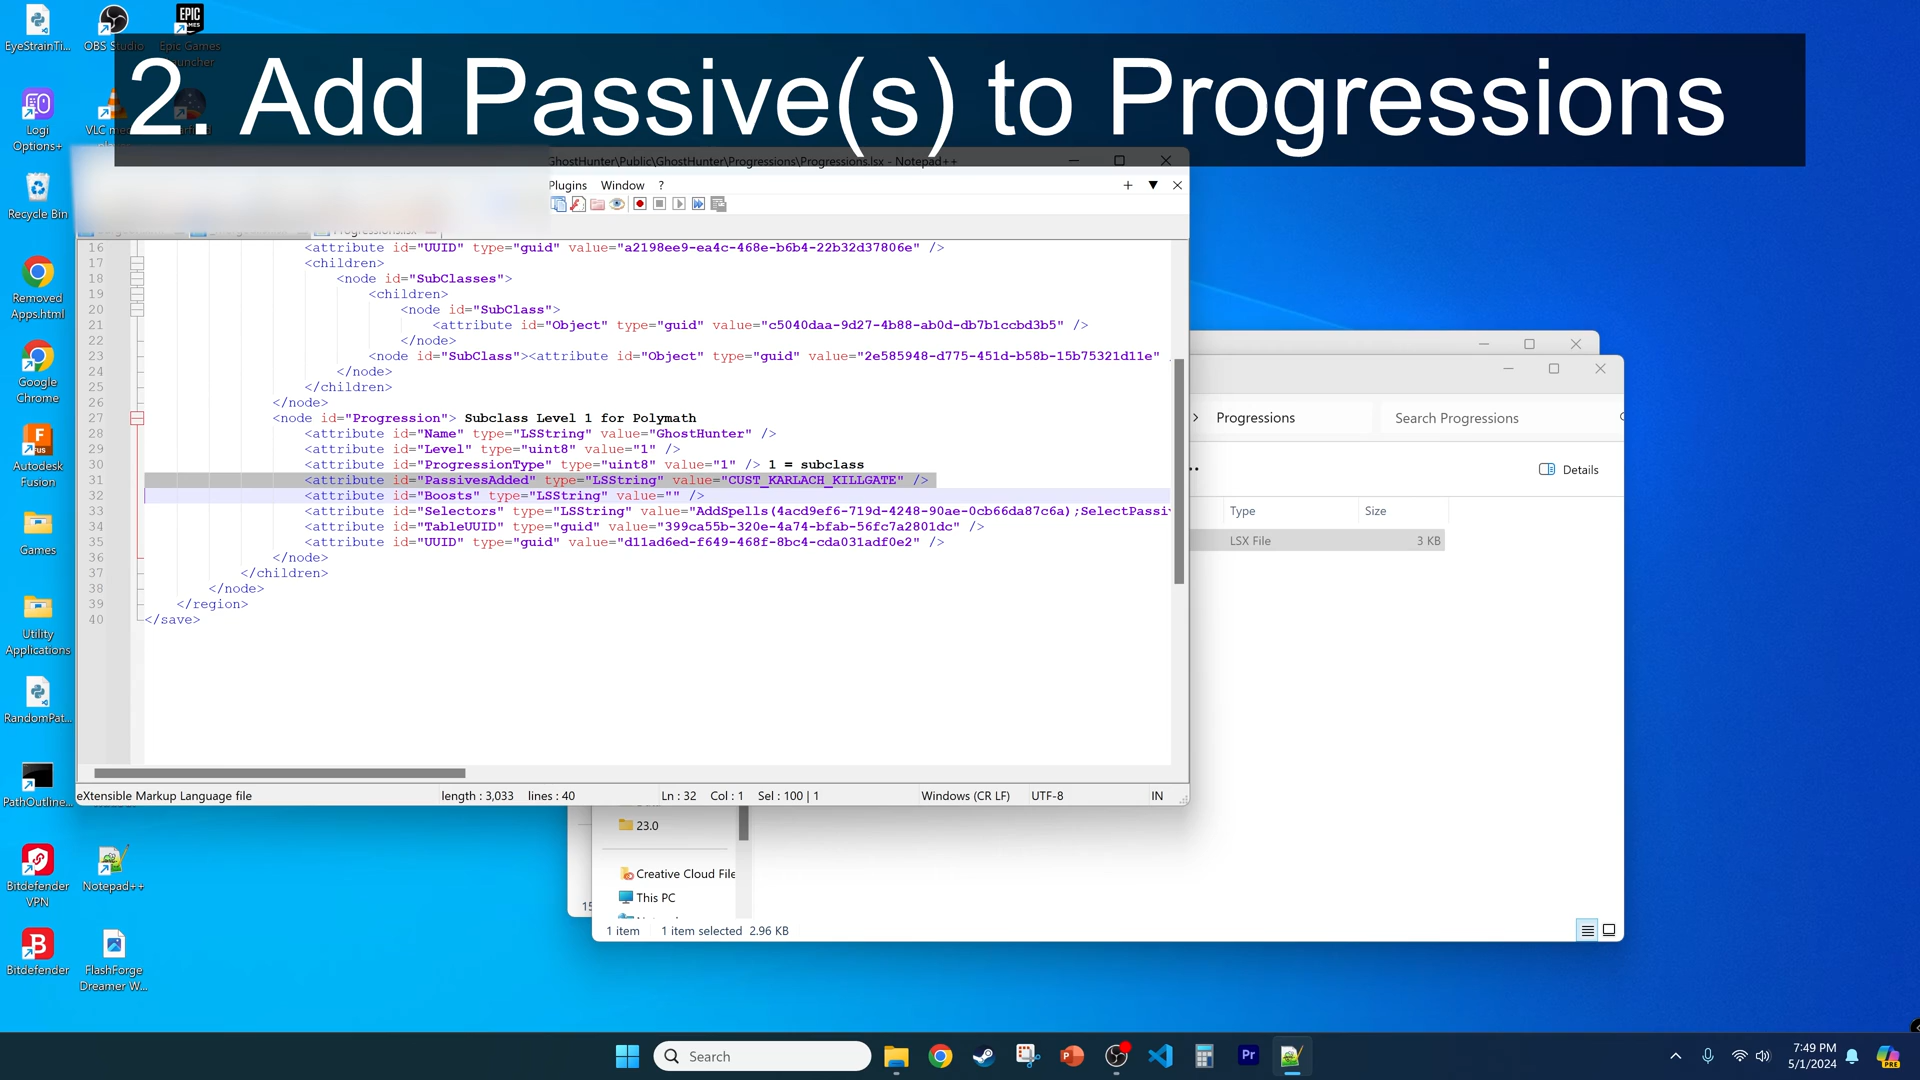 2. Add Passive(s) to Progressions
EyeStrainTi...
OBS Studio
Epic Games
Launcher
EPIC
GAMES
Logi
Options+
Recycle Bin
Removed
Apps.html
Google
Chrome
Autodesk
Fusion
Games
Utility
Applications
RandomPat...
PathOutline...
Bitdefender
VPN
Notepad++
Bitdefender
FlashForge
Dreamer W...
GhostHunter\Public\GhostHunter\Progressions\Progressions.lsx - Notepad++
Plugins Window ?
Progressions.lsx
16 <attribute id="UUID" type="guid" value="a2198ee9-ea4c-468e-b6b4-22b32d37806e" />
17 <children>
18 <node id="SubClasses">
19 <children>
20 <node id="SubClass">
21 <attribute id="Object" type="guid" value="c5040daa-9d27-4b88-ab0d-db7b1ccbd3b5" />
22 </node>
23 <node id="SubClass"><attribute id="Object" type="guid" value="2e585948-d775-451d-b58b-15b75321d11e"
24 </node>
25 </children>
26 </node>
27 <node id="Progression"> Subclass Level 1 for Polymath
28 <attribute id="Name" type="LSString" value="GhostHunter" />
29 <attribute id="Level" type="uint8" value="1" />
30 <attribute id="ProgressionType" type="uint8" value="1" /> 1 = subclass
31 <attribute id="PassivesAdded" type="LSString" value="CUST_KARLACH_KILLGATE" />
32 <attribute id="Boosts" type="LSString" value="" />
33 <attribute id="Selectors" type="LSString" value="AddSpells(4acd9ef6-719d-4248-90ae-0cb66da87c6a);SelectPassiv
34 <attribute id="TableUUID" type="guid" value="399ca55b-320e-4a74-bfab-56fc7a2801dc" />
35 <attribute id="UUID" type="guid" value="d11ad6ed-f649-468f-8bc4-cda031adf0e2" />
36 </node>
37 </children>
38 </node>
39 </region>
40 </save>
eXtensible Markup Language file length : 3,033 lines : 40 Ln : 32 Col : 1 Sel : 100 | 1 Windows (CR LF) UTF-8 IN
Progressions Search Progressions
Details
Type Size
LSX File 3 KB
23.0
Creative Cloud File
This PC
1 item 1 item selected 2.96 KB
Search
Pr
7:49 PM
5/1/2024
PRE